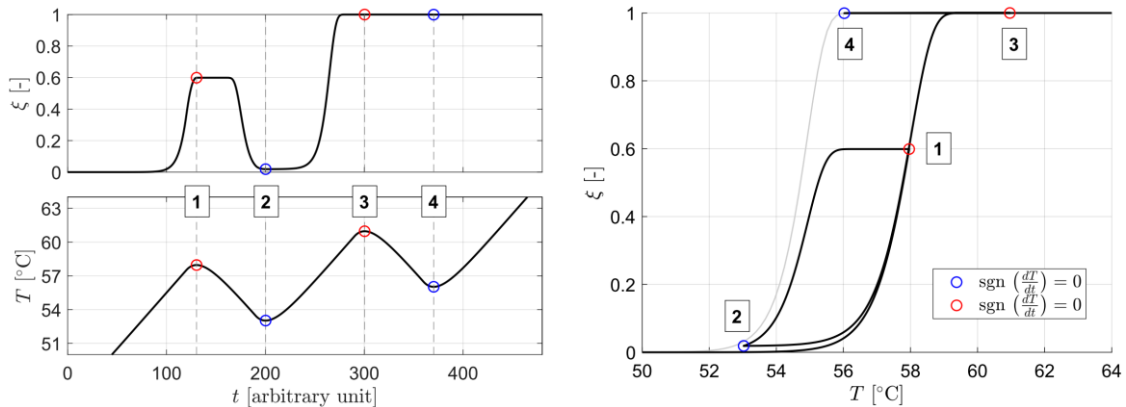 1
0.8
0.6
0.4
0.2
0
ξ [-]
1 2 3 4
63
60
57
54
51
T [°C]
0 100 200 300 400
t [arbitrary unit]
1
0.8
0.6
0.4
0.2
0
ξ [-]
4
3
1
2
sgn (dT/dt) = 0
sgn (dT/dt) = 0
50 52 54 56 58 60 62 64
T [°C]